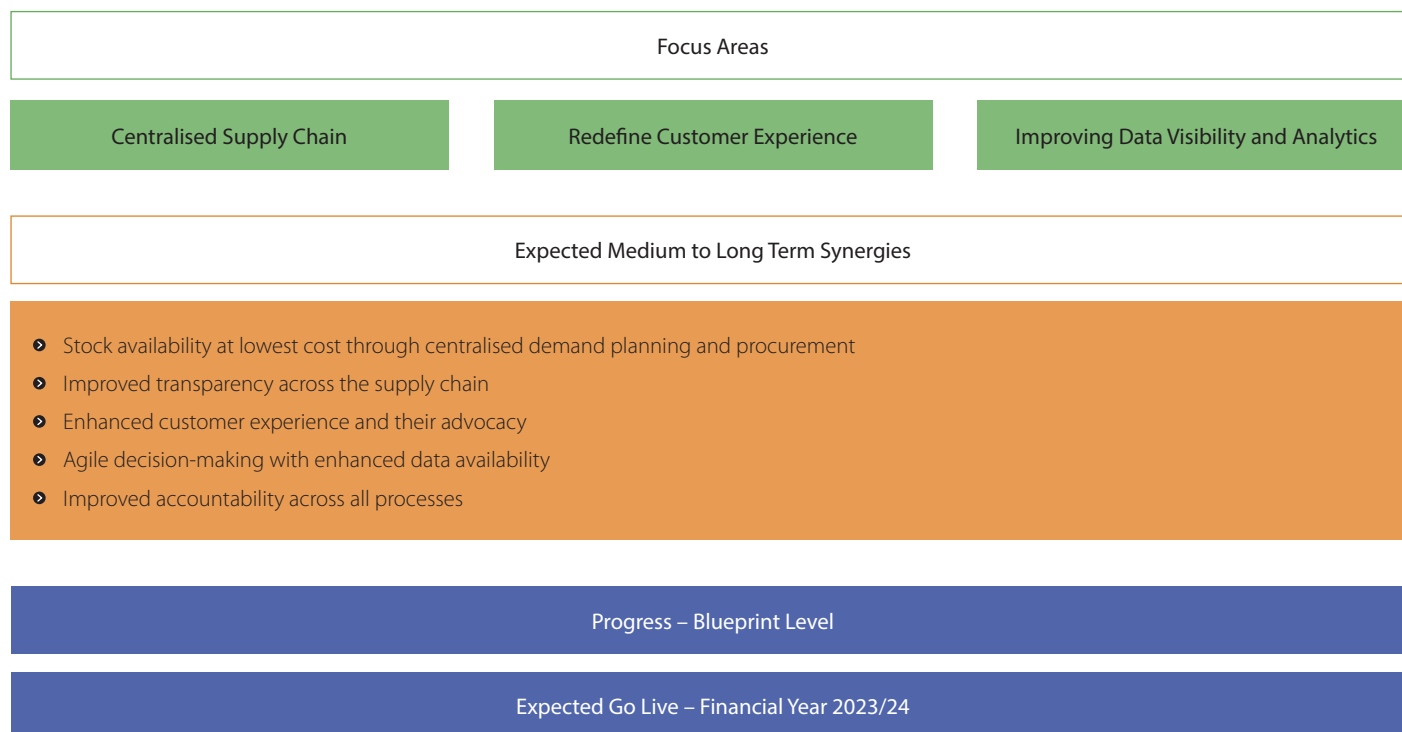 Focus Areas
Centralised Supply Chain
Redefine Customer Experience
Improving Data Visibility and Analytics
Expected Medium to Long Term Synergies
Stock availability at lowest cost through centralised demand planning and procurement
Improved transparency across the supply chain
Enhanced customer experience and their advocacy
Agile decision-making with enhanced data availability
Improved accountability across all processes
Progress – Blueprint Level
Expected Go Live – Financial Year 2023/24